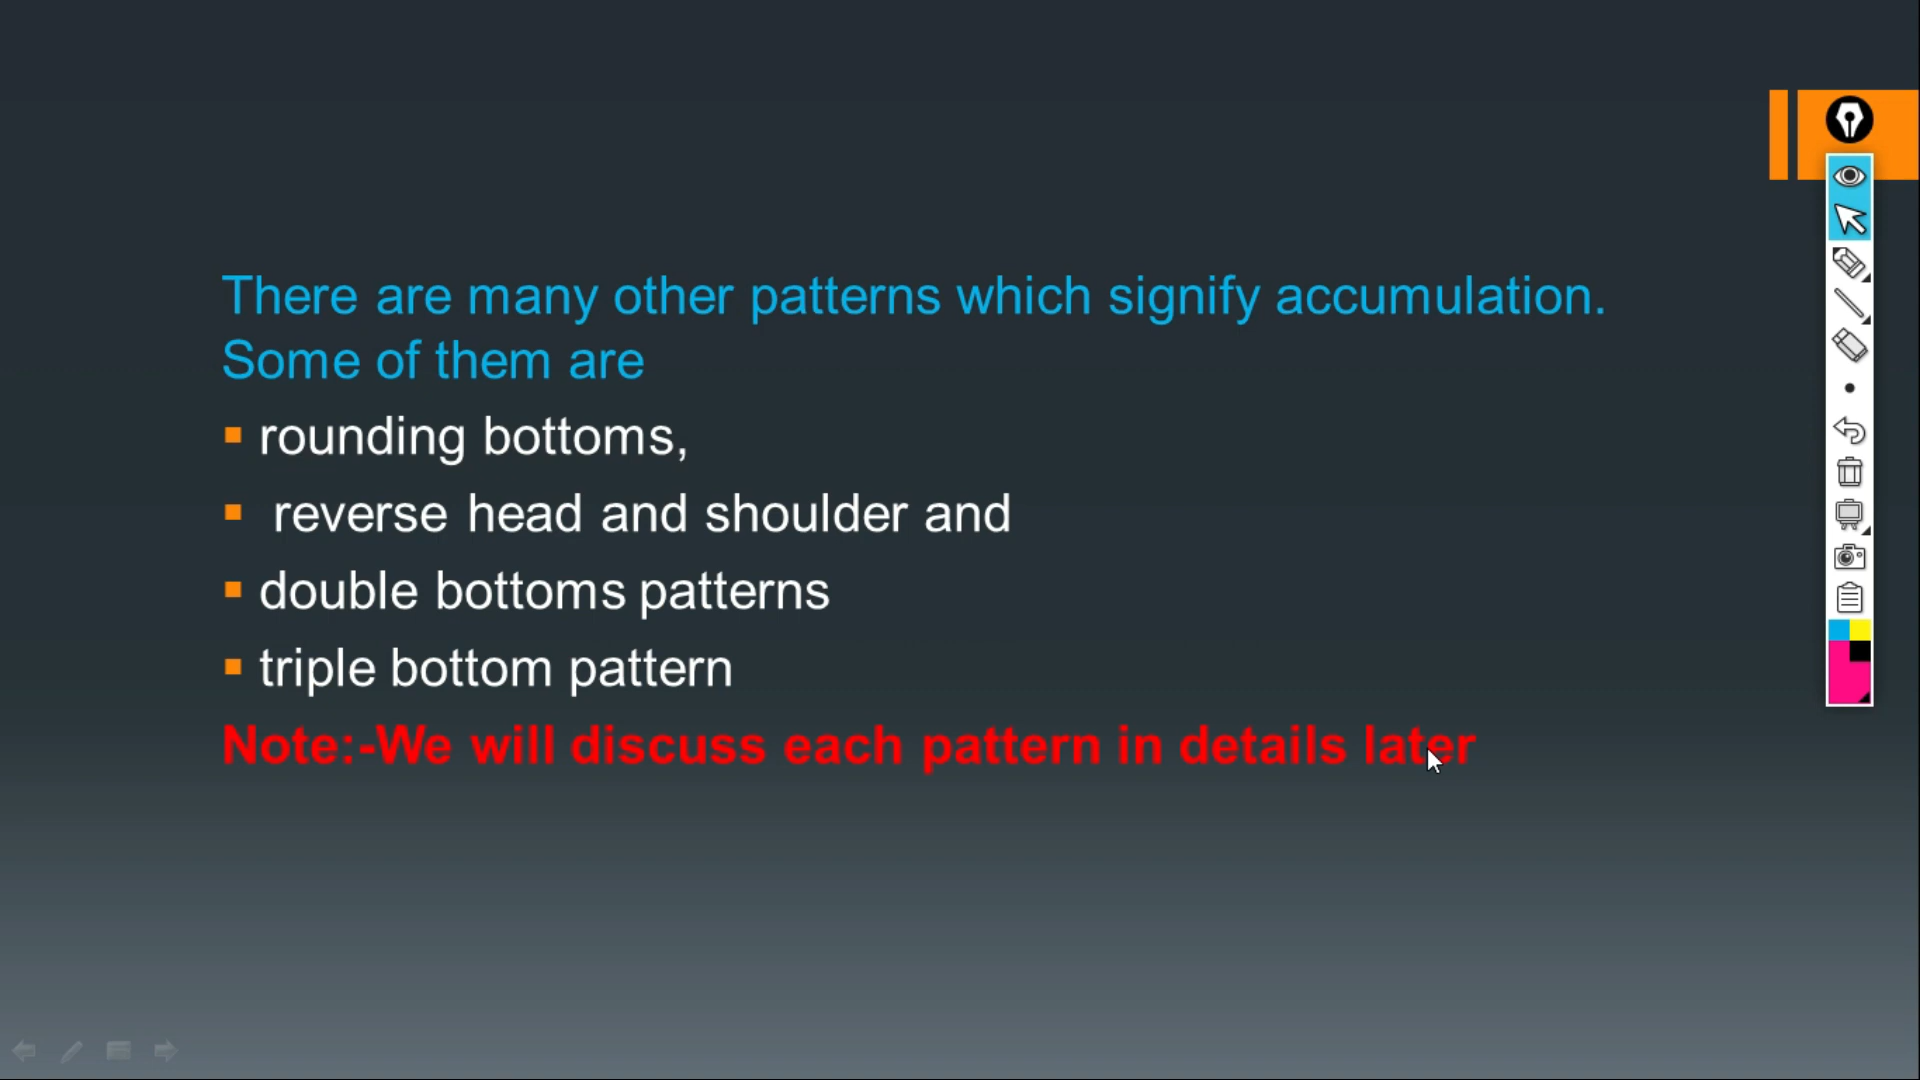 There are many other patterns which signify accumulation.
Some of them are
rounding bottoms,
reverse head and shoulder and
double bottoms patterns
triple bottom pattern
Note:-We will discuss each pattern in details later